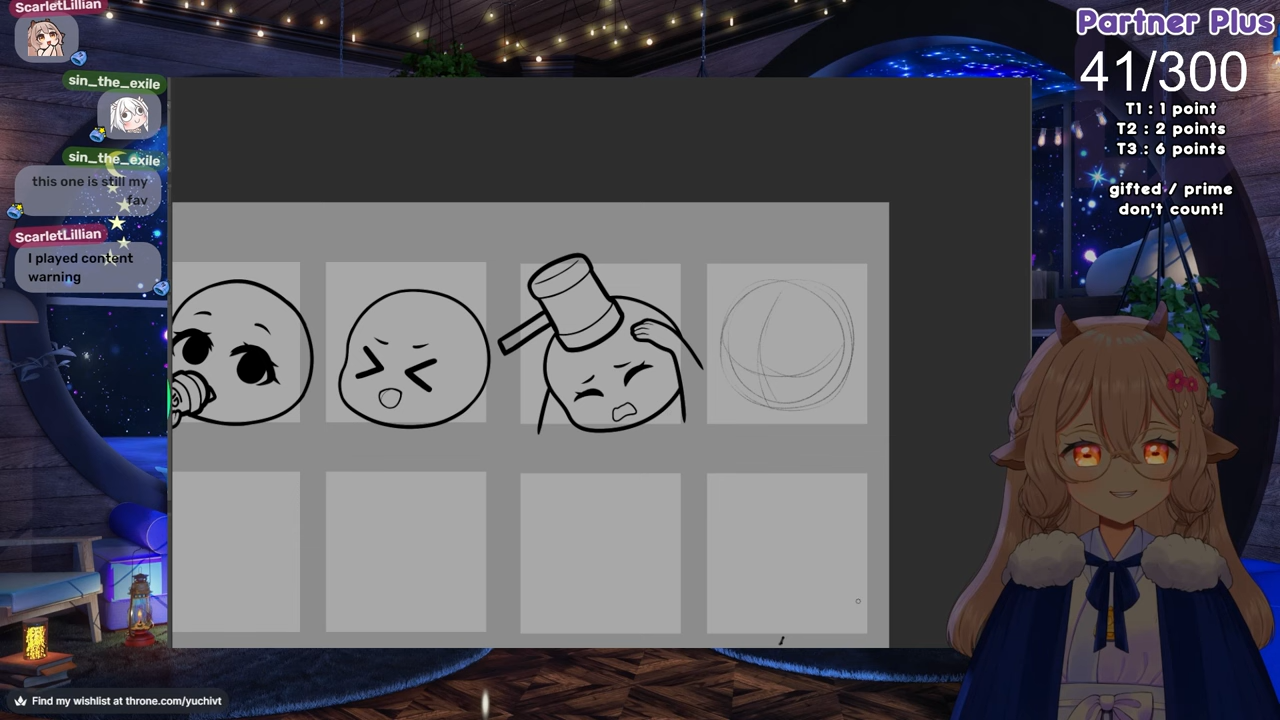 ScarletLillian
sin_the_exile
sin_the_exile
this one is still my
fav
ScarletLillian
I played content
warning
Partner Plus
41/300
T1 : 1 point
T2 : 2 points
T3 : 6 points
gifted / prime
don't count!
Find my wishlist at throne.com/yuchivt